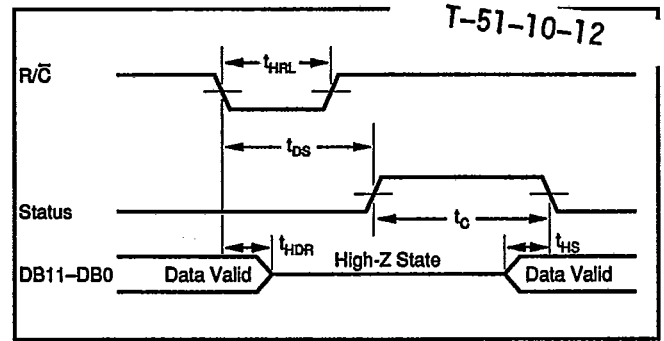 T-51-10-12
R/C̅
tHRL
tDS
Status
tC
tHDR
High-Z State
tHS
DB11–DB0
Data Valid
Data Valid